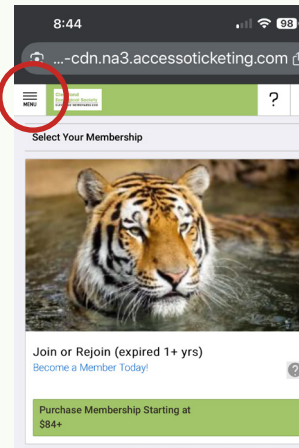 8:44
98
...-cdn.na3.accessoticketing.com
MENU
?
Select Your Membership
Join or Rejoin (expired 1+ yrs)
Become a Member Today!
?
Purchase Membership Starting at
$84+